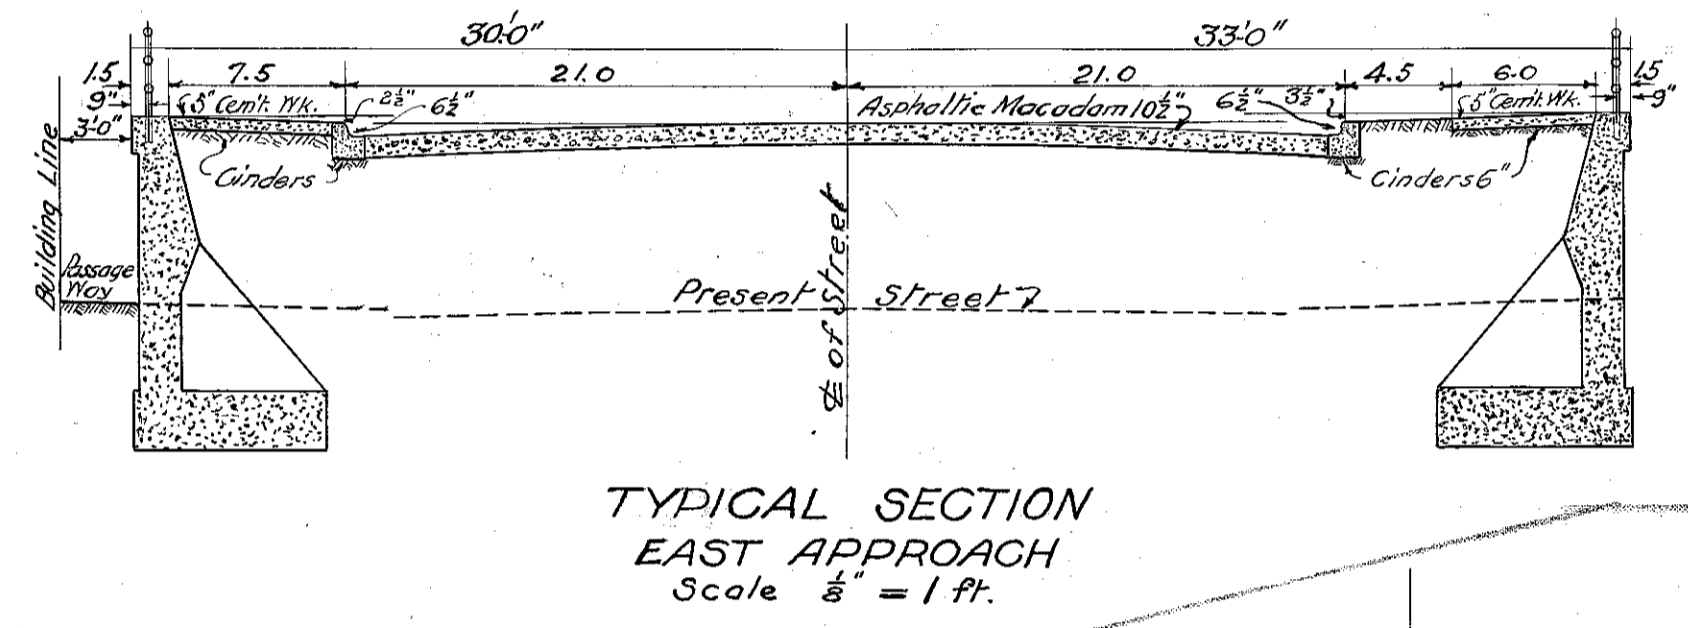 30'-0" 33'-0"
1.5 7.5 21.0 21.0 4.5 6.0 1.5
9" 5" Cem't. Wk. 2½" 6½" Asphaltic Macadam 10½" 6½" 3½" 5" Cem't. Wk. 9"
3'-0"
Cinders Cinders 6"
Building Line
Passage
Way
Present Street
℄ of Street
TYPICAL SECTION
EAST APPROACH
Scale ⅛" = 1 ft.